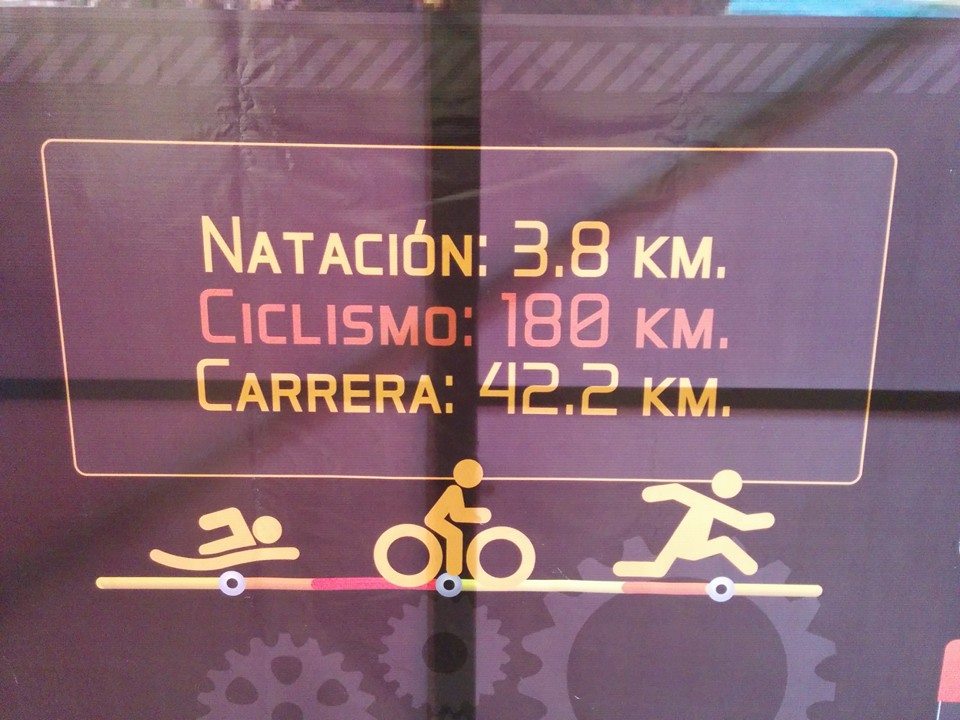 Natación: 3.8 km.
Ciclismo: 180 km.
Carrera: 42.2 km.